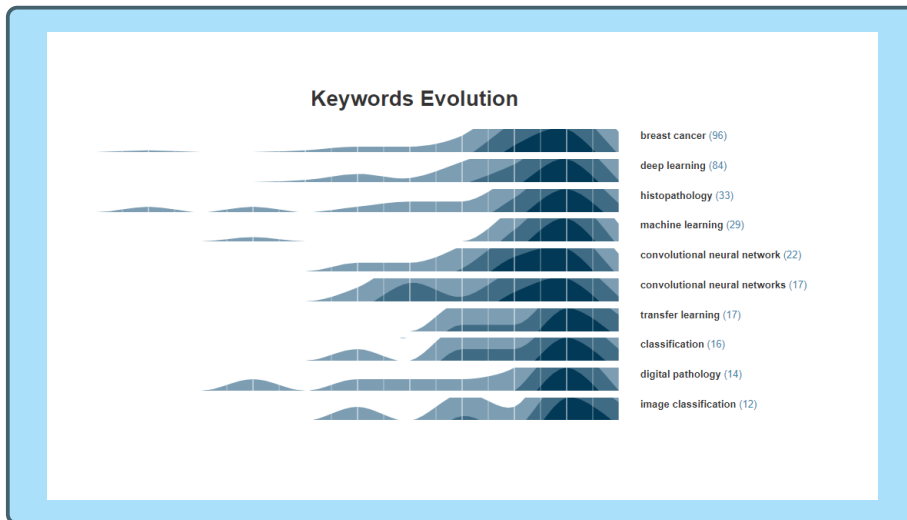 Keywords Evolution
breast cancer (96)
deep learning (84)
histopathology (33)
machine learning (29)
convolutional neural network (22)
convolutional neural networks (17)
transfer learning (17)
classification (16)
digital pathology (14)
image classification (12)